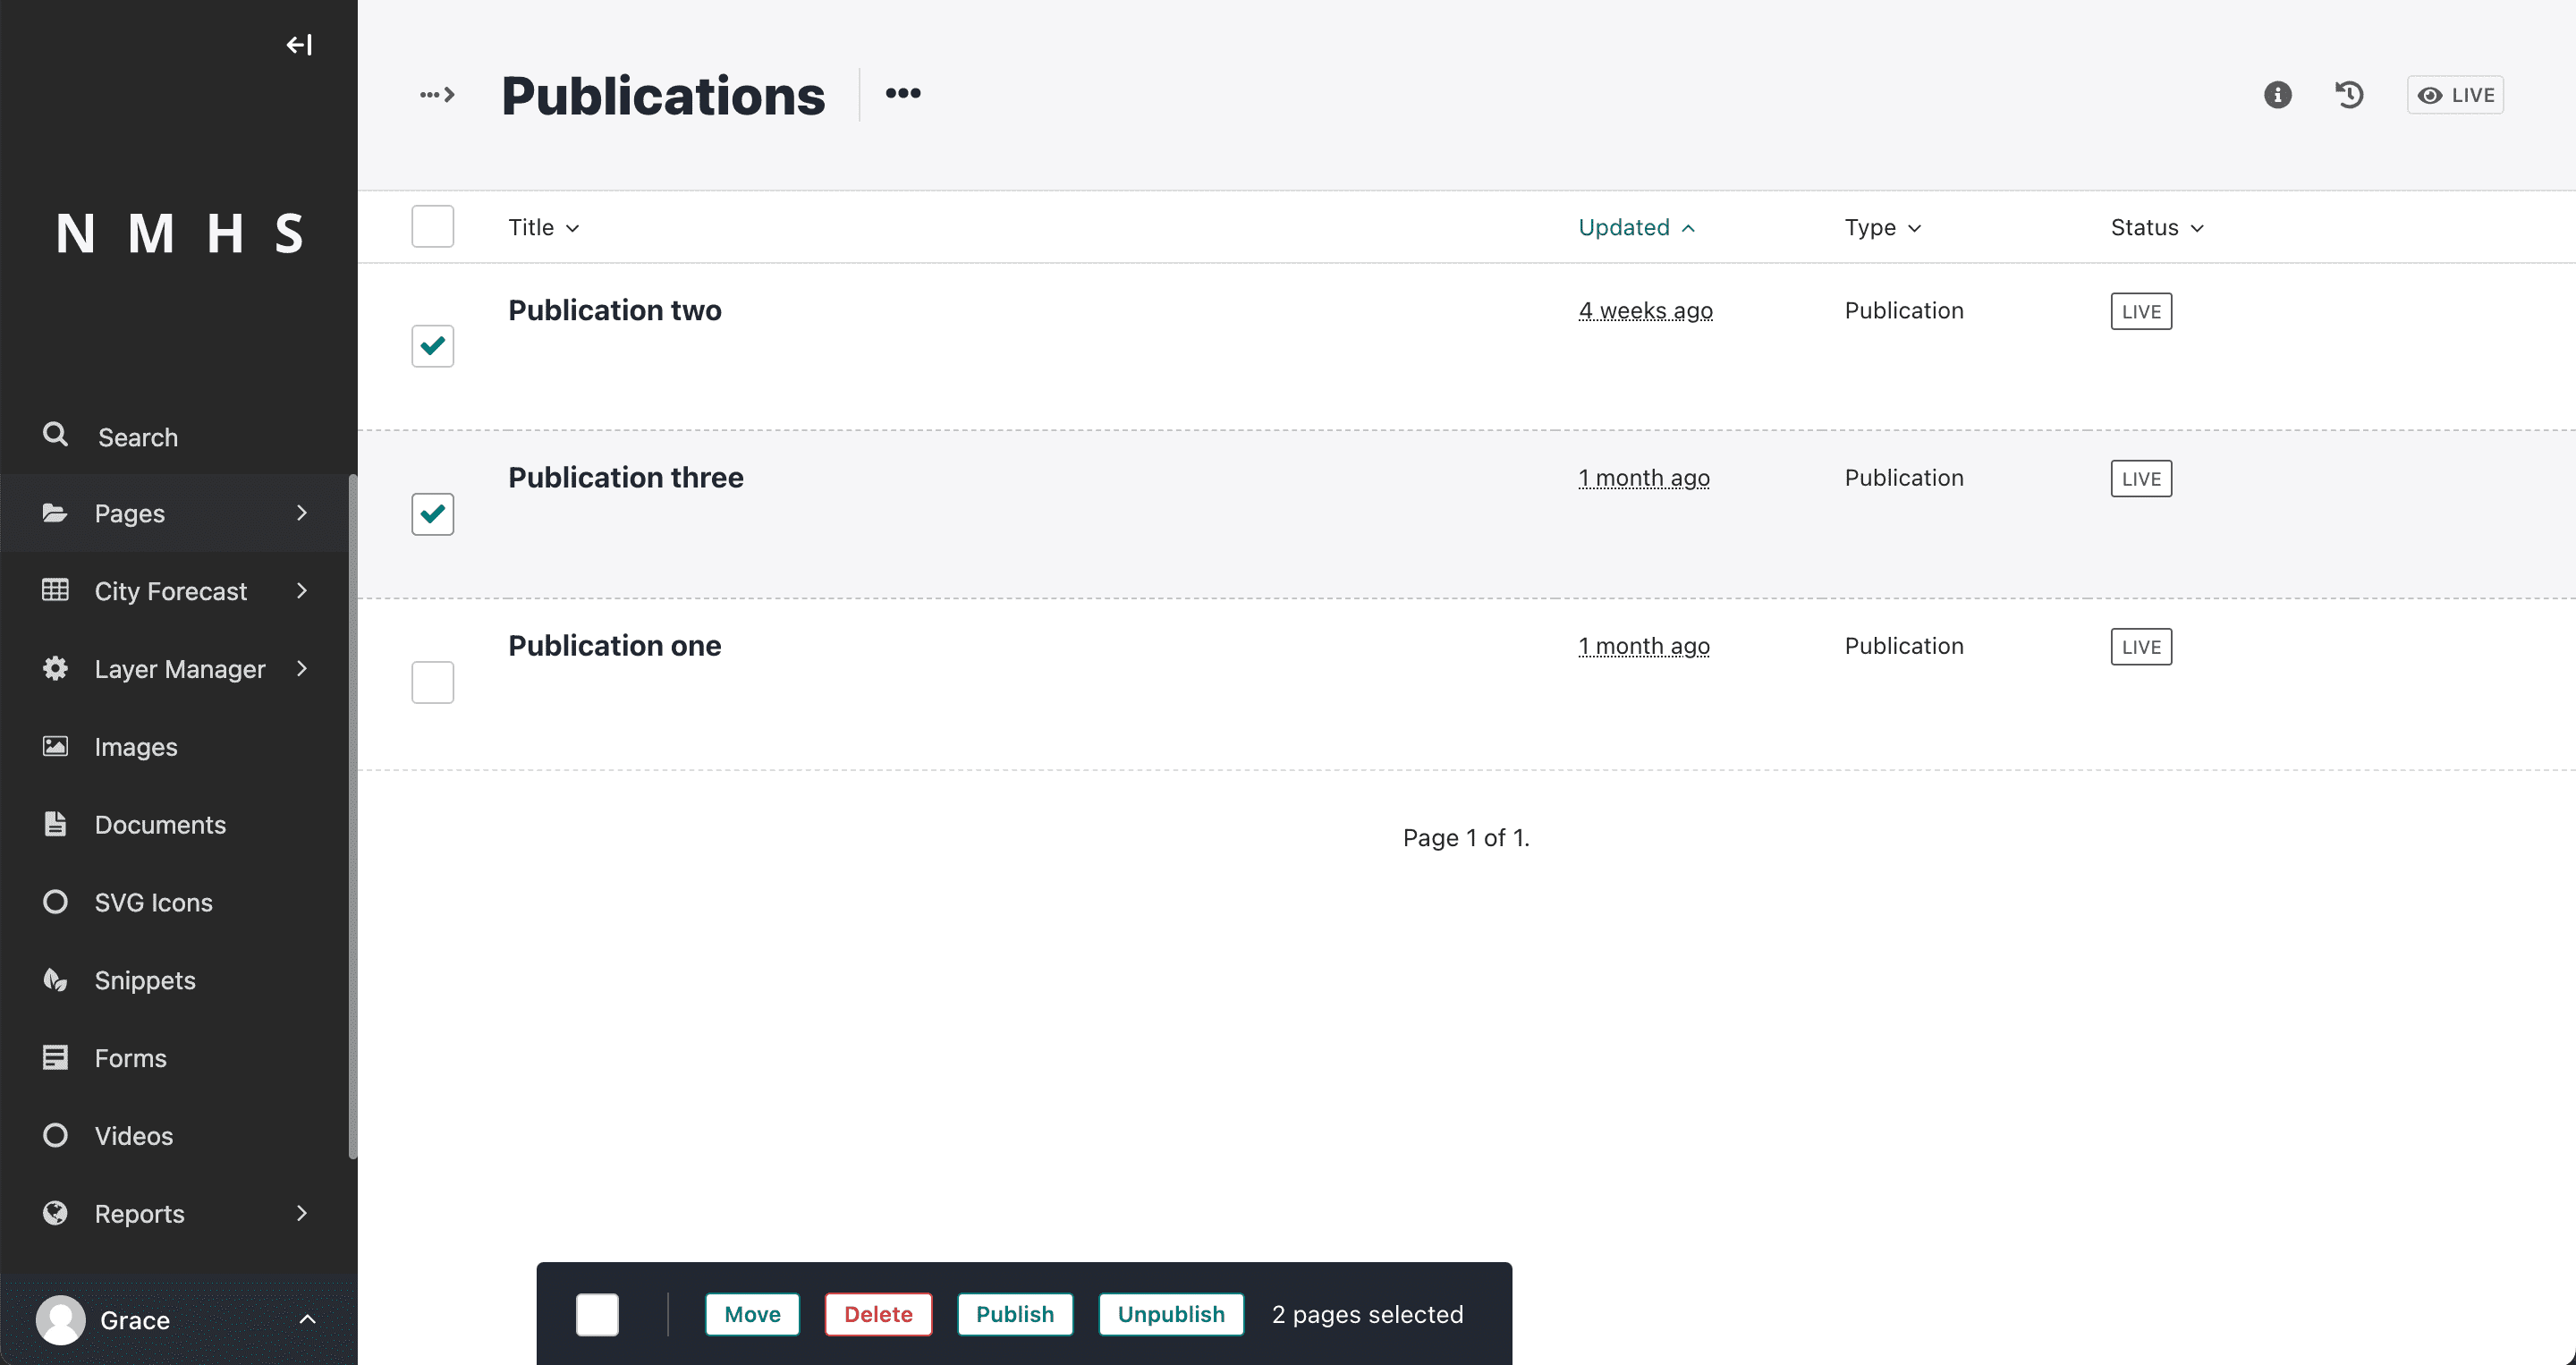 NMHS
Search
Pages
City Forecast
Layer Manager
Images
Documents
SVG Icons
Snippets
Forms
Videos
Reports
Grace
Publications
LIVE
Title Updated Type Status
Publication two 4 weeks ago Publication LIVE
Publication three 1 month ago Publication LIVE
Publication one 1 month ago Publication LIVE
Page 1 of 1.
Move Delete Publish Unpublish 2 pages selected